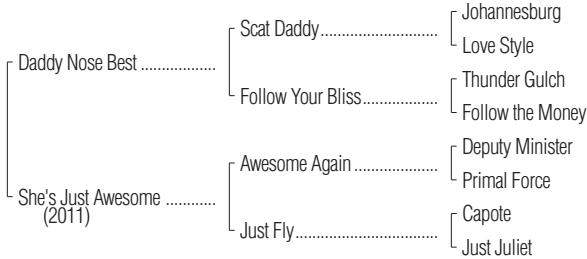 Johannesburg
Scat Daddy
Love Style
Daddy Nose Best
Thunder Gulch
Follow Your Bliss
Follow the Money
Deputy Minister
Awesome Again
Primal Force
She's Just Awesome
(2011)
Capote
Just Fly
Just Juliet